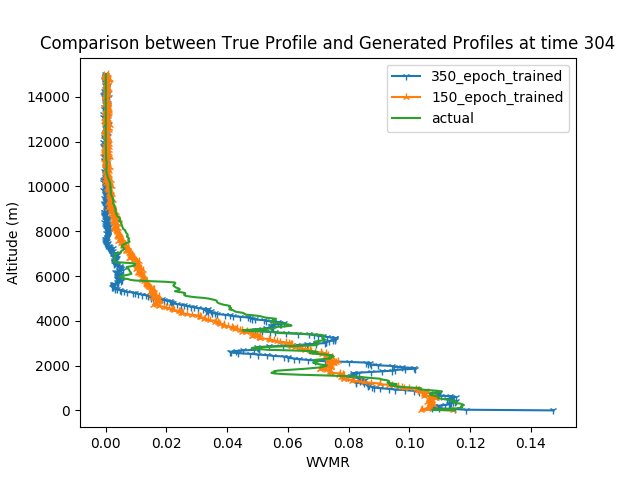 Comparison between True Profile and Generated Profiles at time 304
350_epoch_trained
150_epoch_trained
actual
Altitude (m)
14000
12000
10000
8000
6000
4000
2000
0
0.00 0.02 0.04 0.06 0.08 0.10 0.12 0.14
WVMR